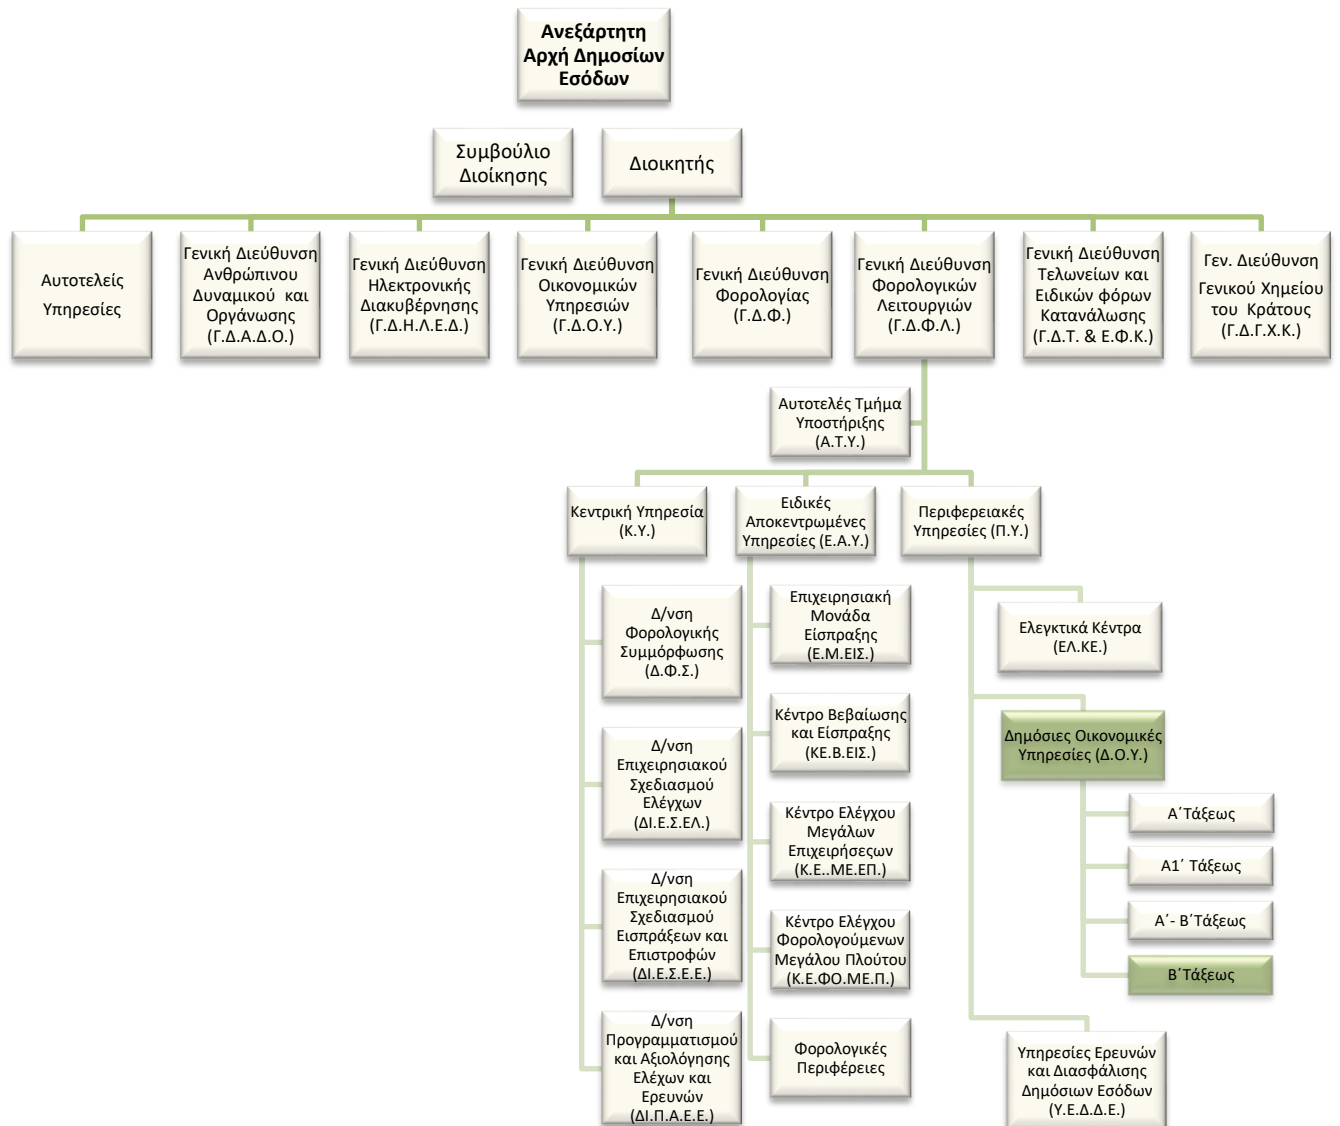 Ανεξάρτητη
Αρχή Δημοσίων
Εσόδων
Συμβούλιο
Διοίκησης
Διοικητής
Αυτοτελείς
Υπηρεσίες
Γενική Διεύθυνση
Ανθρώπινου
Δυναμικού και
Οργάνωσης
(Γ.Δ.Α.Δ.Ο.)
Γενική Διεύθυνση
Ηλεκτρονικής
Διακυβέρνησης
(Γ.Δ.Η.Λ.Ε.Δ.)
Γενική Διεύθυνση
Οικονομικών
Υπηρεσιών
(Γ.Δ.Ο.Υ.)
Γενική Διεύθυνση
Φορολογίας
(Γ.Δ.Φ.)
Γενική Διεύθυνση
Φορολογικών
Λειτουργιών
(Γ.Δ.Φ.Λ.)
Γενική Διεύθυνση
Τελωνείων και
Ειδικών φόρων
Κατανάλωσης
(Γ.Δ.Τ. & Ε.Φ.Κ.)
Γεν. Διεύθυνση
Γενικού Χημείου
του Κράτους
(Γ.Δ.Γ.Χ.Κ.)
Αυτοτελές Τμήμα
Υποστήριξης
(Α.Τ.Υ.)
Κεντρική Υπηρεσία
(Κ.Υ.)
Ειδικές
Αποκεντρωμένες
Υπηρεσίες (Ε.Α.Υ.)
Περιφερειακές
Υπηρεσίες (Π.Υ.)
Δ/νση
Φορολογικής
Συμμόρφωσης
(Δ.Φ.Σ.)
Δ/νση
Επιχειρησιακού
Σχεδιασμού
Ελέγχων
(ΔΙ.Ε.Σ.ΕΛ.)
Δ/νση
Επιχειρησιακού
Σχεδιασμού
Εισπράξεων και
Επιστροφών
(ΔΙ.Ε.Σ.Ε.Ε.)
Δ/νση
Προγραμματισμού
και Αξιολόγησης
Ελέχων και
Ερευνών
(ΔΙ.Π.Α.Ε.Ε.)
Επιχειρησιακή
Μονάδα
Είσπραξης
(Ε.Μ.ΕΙΣ.)
Κέντρο Βεβαίωσης
και Είσπραξης
(ΚΕ.Β.ΕΙΣ.)
Κέντρο Ελέγχου
Μεγάλων
Επιχειρήσεςων
(Κ.Ε..ΜΕ.ΕΠ.)
Κέντρο Ελέγχου
Φορολογούμενων
Μεγάλου Πλούτου
(Κ.Ε.ΦΟ.ΜΕ.Π.)
Φορολογικές
Περιφέρειες
Ελεγκτικά Κέντρα
(ΕΛ.ΚΕ.)
Δημόσιες Οικονομικές
Υπηρεσίες (Δ.Ο.Υ.)
Α΄Τάξεως
Α1΄ Τάξεως
Α΄- Β΄Τάξεως
Β΄Τάξεως
Υπηρεσίες Ερευνών
και Διασφάλισης
Δημόσιων Εσόδων
(Υ.Ε.Δ.Δ.Ε.)